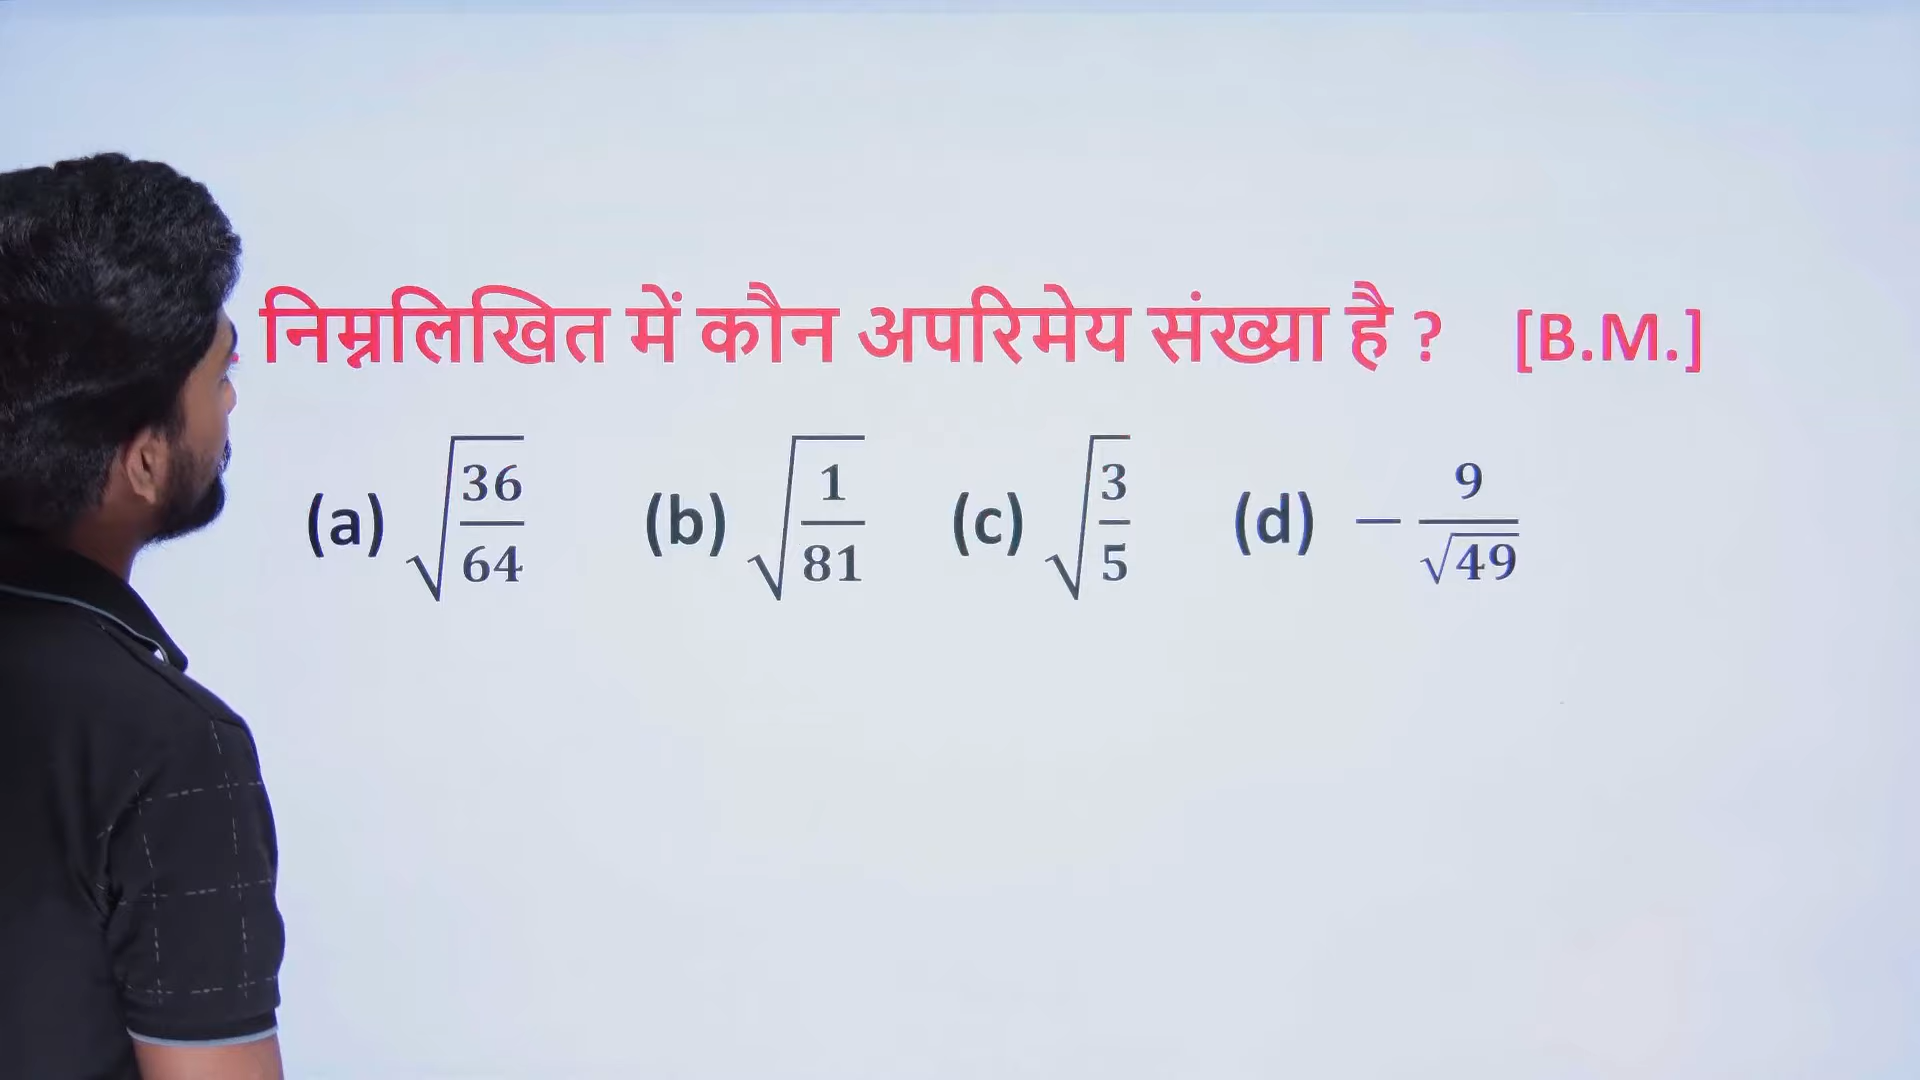 निम्नलिखित में कौन अपरिमेय संख्या है ? [B.M.]
(a) √(36/64) (b) √(1/81) (c) √(3/5) (d) − 9/√49